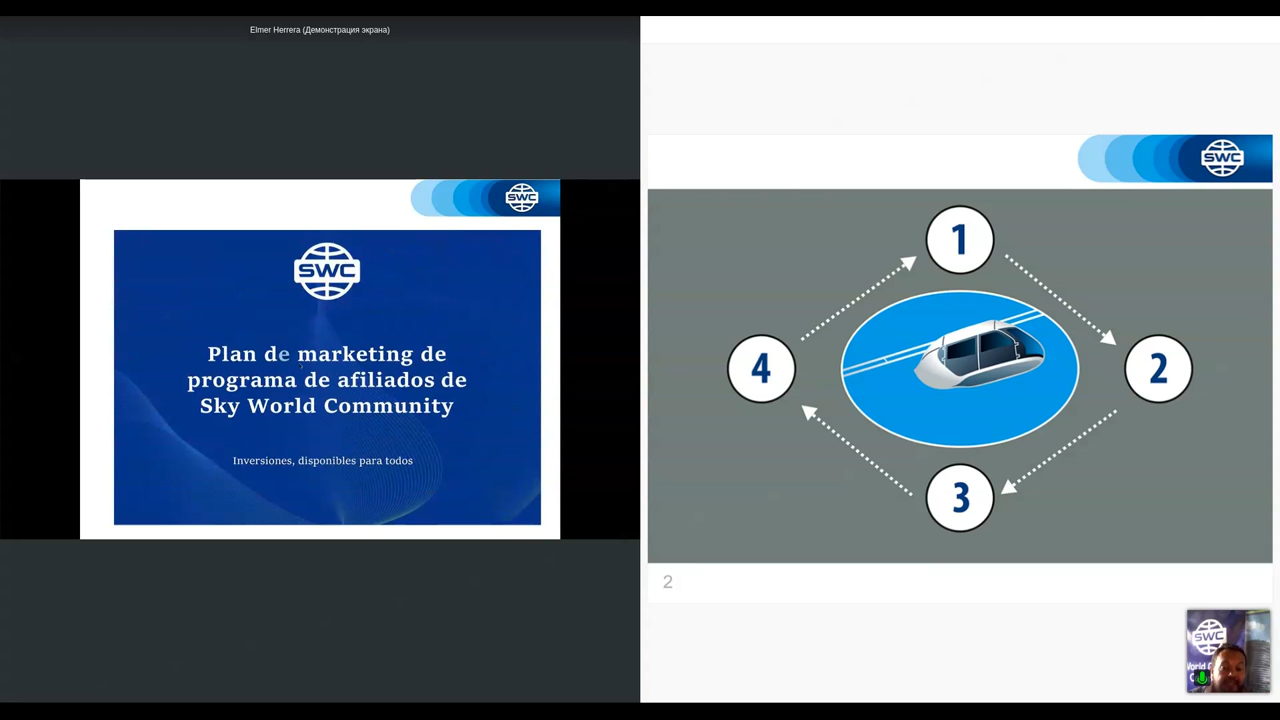 Elmer Herrera (Демонстрация экрана)
SWC
SWC
Plan de marketing de
programa de afiliados de
Sky World Community
Inversiones, disponibles para todos
SWC
1
2
3
4
2
SWC